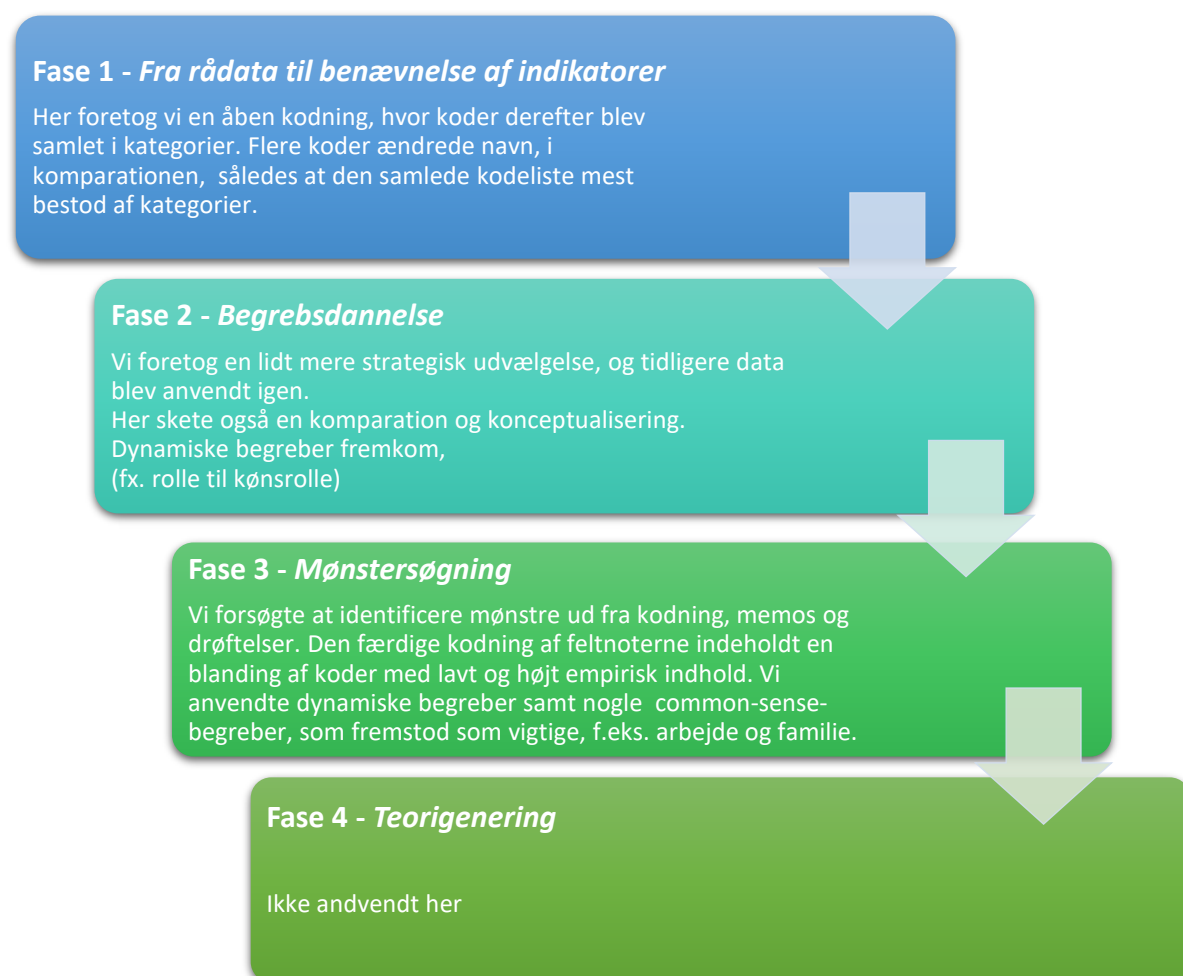 Fase 1 - Fra rådata til benævnelse af indikatorer
Her foretog vi en åben kodning, hvor koder derefter blev
samlet i kategorier. Flere koder ændrede navn, i
komparationen,  således at den samlede kodeliste mest
bestod af kategorier.
Fase 2 - Begrebsdannelse
Vi foretog en lidt mere strategisk udvælgelse, og tidligere data
blev anvendt igen.
Her skete også en komparation og konceptualisering.
Dynamiske begreber fremkom,
(fx. rolle til kønsrolle)
Fase 3 - Mønstersøgning
Vi forsøgte at identificere mønstre ud fra kodning, memos og
drøftelser. Den færdige kodning af feltnoterne indeholdt en
blanding af koder med lavt og højt empirisk indhold. Vi
anvendte dynamiske begreber samt nogle  common-sense-
begreber, som fremstod som vigtige, f.eks. arbejde og familie.
Fase 4 - Teorigenering
Ikke andvendt her